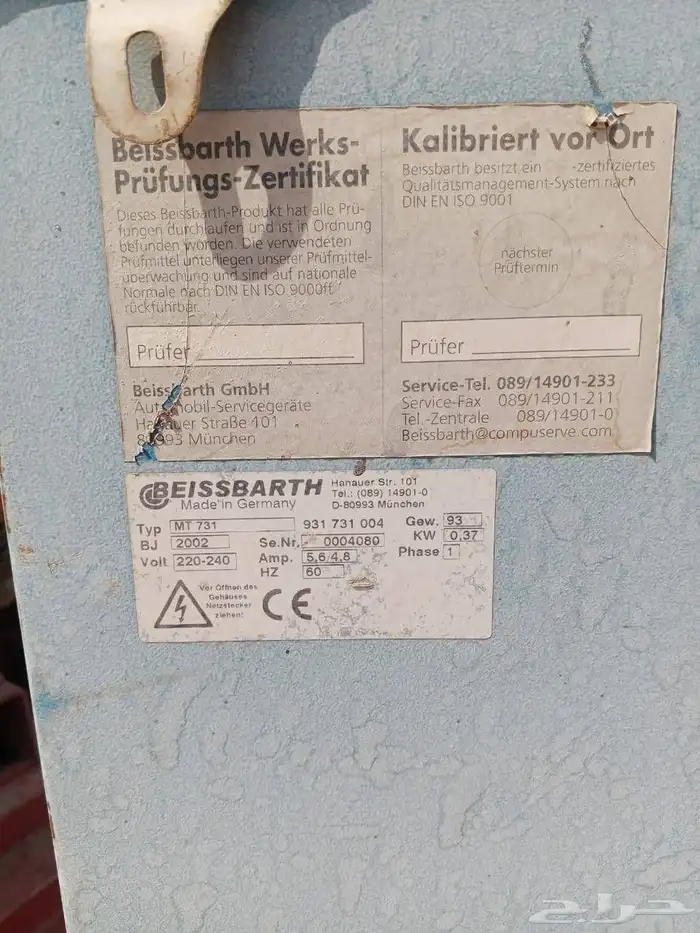 Beissbarth Werks-
Prüfungs-Zertifikat
Dieses Beissbarth-Produkt hat alle Prü-
fungen durchlaufen und ist in Ordnung
befunden worden. Die verwendeten
Prüfmittel unterliegen unserer Prüfmittel-
überwachung und sind auf nationale
Normale nach DIN EN ISO 9000ff
rückführbar.
Prüfer
Beissbarth GmbH
Automobil-Servicegeräte
Hanauer Straße 401
80993 München
Kalibriert vor Ort
Beissbarth besitzt ein -zertifiziertes
Qualitätsmanagement-System nach
DIN EN ISO 9001
nächster
Prüftermin
Prüfer
Service-Tel. 089/14901-233
Service-Fax 089/14901-211
Tel.-Zentrale 089/14901-0
Beissbarth@compuserve.com
BEISSBARTH
Made in Germany
Hanauer Str. 101
Tel.: (089) 14901-0
D-80993 München
Typ MT 731 931 731 004 Gew. 93
BJ 2002 Se.Nr. 0004080 KW 0,37
Volt 220-240 Amp. 5,6/4,8 Phase 1
HZ 60
Vor Öffnen des
Gehäuses
Netzstecker
ziehen!
CE
حراج